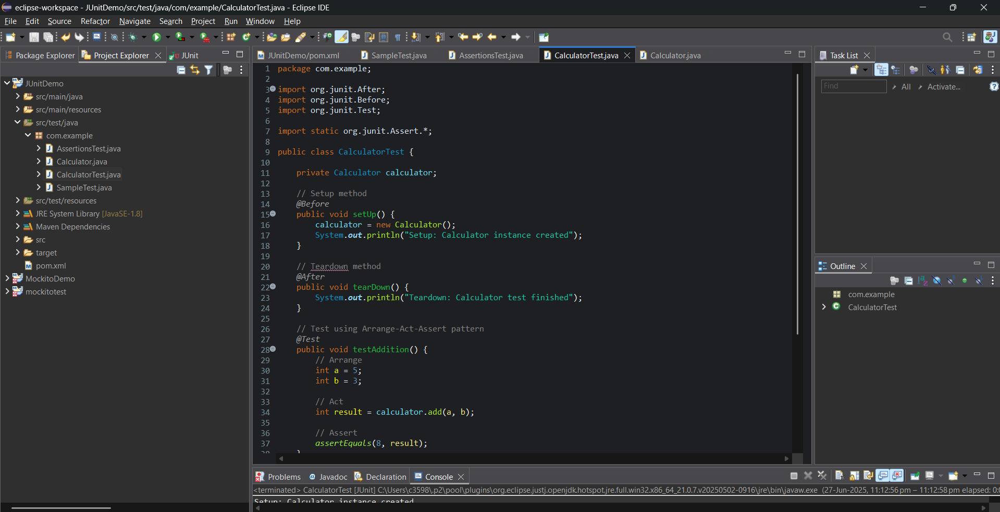 eclipse-workspace - JUnitDemo/src/test/java/com/example/CalculatorTest.java - Eclipse IDE
File Edit Source Refactor Navigate Search Project Run Window Help
Package Explorer Project Explorer JUnit
JUnitDemo
src/main/java
src/main/resources
src/test/java
com.example
AssertionsTest.java
Calculator.java
CalculatorTest.java
SampleTest.java
src/test/resources
JRE System Library [JavaSE-1.8]
Maven Dependencies
src
target
pom.xml
MockitoDemo
mockitotest
JUnitDemo/pom.xml SampleTest.java AssertionsTest.java CalculatorTest.java Calculator.java
1 package com.example;
2
3 import org.junit.After;
4 import org.junit.Before;
5 import org.junit.Test;
6
7 import static org.junit.Assert.*;
8
9 public class CalculatorTest {
10
11 private Calculator calculator;
12
13 // Setup method
14 @Before
15 public void setUp() {
16 calculator = new Calculator();
17 System.out.println("Setup: Calculator instance created");
18 }
19
20 // Teardown method
21 @After
22 public void tearDown() {
23 System.out.println("Teardown: Calculator test finished");
24 }
25
26 // Test using Arrange-Act-Assert pattern
27 @Test
28 public void testAddition() {
29 // Arrange
30 int a = 5;
31 int b = 3;
32
33 // Act
34 int result = calculator.add(a, b);
35
36 // Assert
37 assertEquals(8, result);
38 }
Task List
Find All Activate...
Outline
com.example
CalculatorTest
Problems Javadoc Declaration Console
<terminated> CalculatorTest [JUnit] C:\Users\c3598\.p2\pool\plugins\org.eclipse.justj.openjdk.hotspot.jre.full.win32.x86_64_21.0.7.v20250502-0916\jre\bin\javaw.exe (27-Jun-2025, 11:12:56 pm – 11:12:58 pm elapsed: 0:0
Setup: Calculator instance created